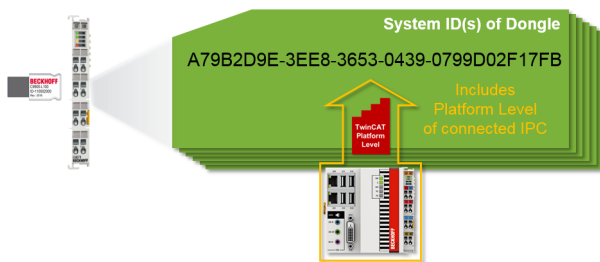 System ID(s) of Dongle
A79B2D9E-3EE8-3653-0439-0799D02F17FB
Includes
Platform Level
of connected IPC
TwinCAT
Platform
Level
BECKHOFF
BECKHOFF